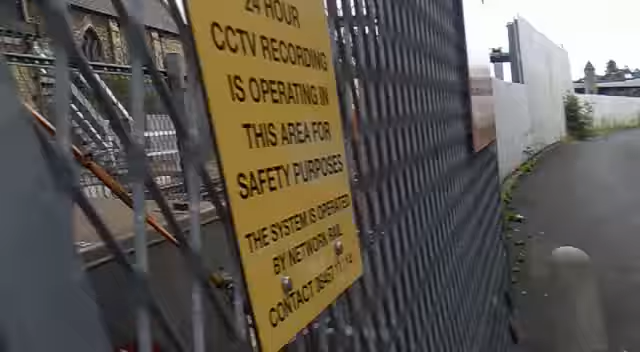 24 HOUR
CCTV RECORDING
IS OPERATING IN
THIS AREA FOR
SAFETY PURPOSES
THE SYSTEM IS OPERATED
BY NETWORK RAIL
CONTACT